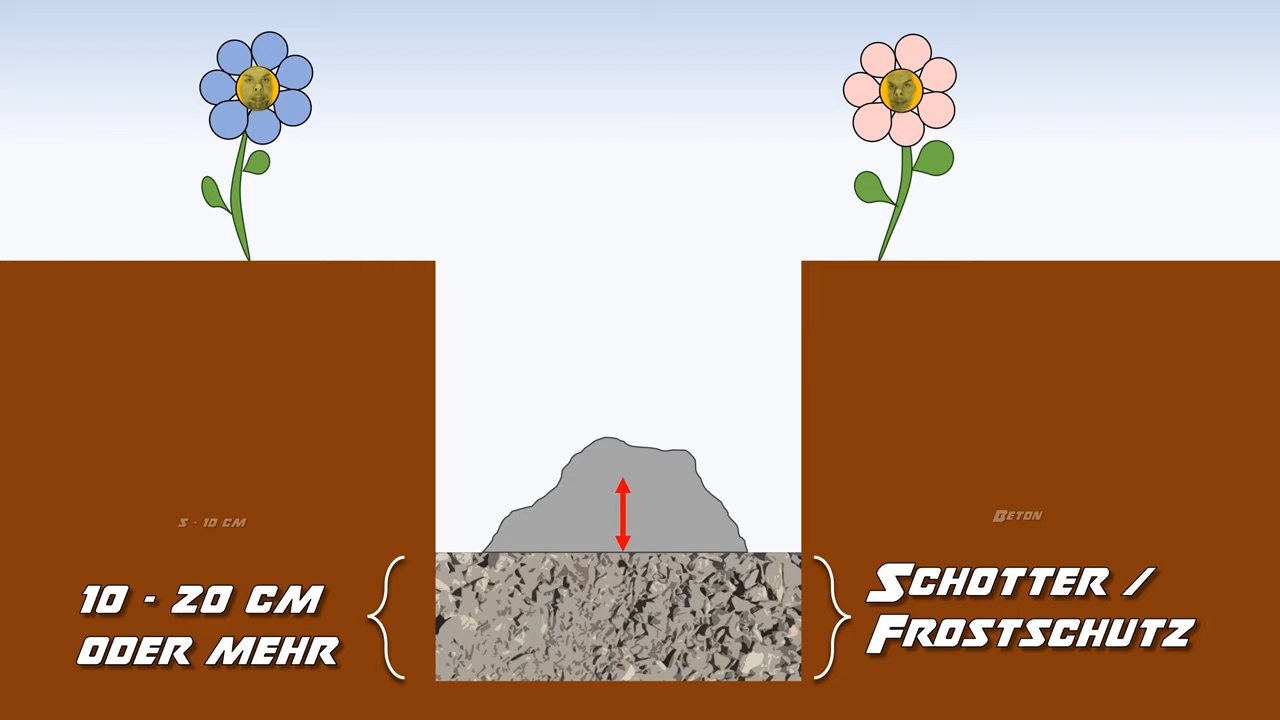 5 - 10 cm
Beton
10 - 20 cm
oder mehr
Schotter /
Frostschutz